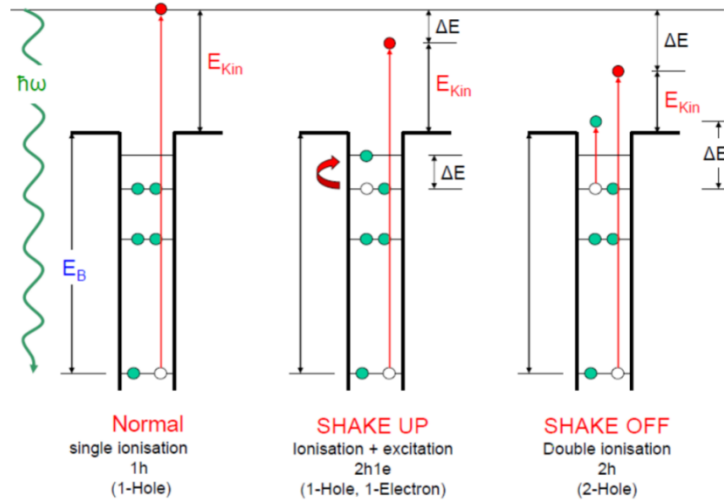 ħω
E_Kin
E_B
Normal
single ionisation
1h
(1-Hole)
ΔE
E_Kin
ΔE
SHAKE UP
Ionisation + excitation
2h1e
(1-Hole, 1-Electron)
ΔE
E_Kin
ΔE
SHAKE OFF
Double ionisation
2h
(2-Hole)